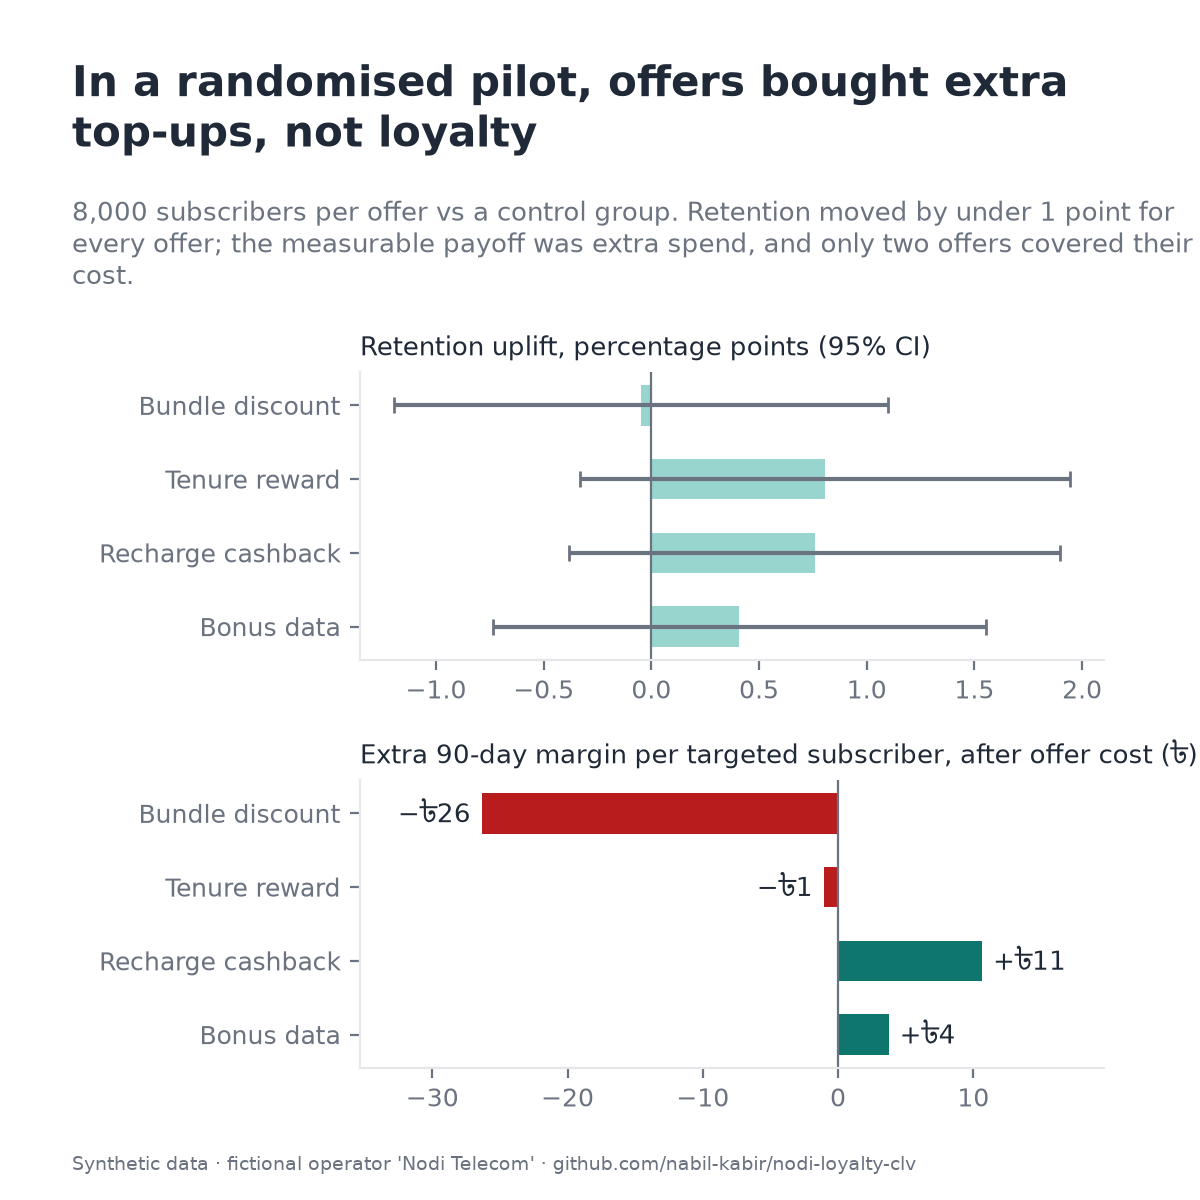 In a randomised pilot, offers bought extra
top-ups, not loyalty
8,000 subscribers per offer vs a control group. Retention moved by under 1 point for
every offer; the measurable payoff was extra spend, and only two offers covered their
cost.
Retention uplift, percentage points (95% CI)
Bundle discount
Tenure reward
Recharge cashback
Bonus data
−1.0 −0.5 0.0 0.5 1.0 1.5 2.0
Extra 90-day margin per targeted subscriber, after offer cost (৳)
Bundle discount −৳26
Tenure reward −৳1
Recharge cashback +৳11
Bonus data +৳4
−30 −20 −10 0 10
Synthetic data · fictional operator 'Nodi Telecom' · github.com/nabil-kabir/nodi-loyalty-clv